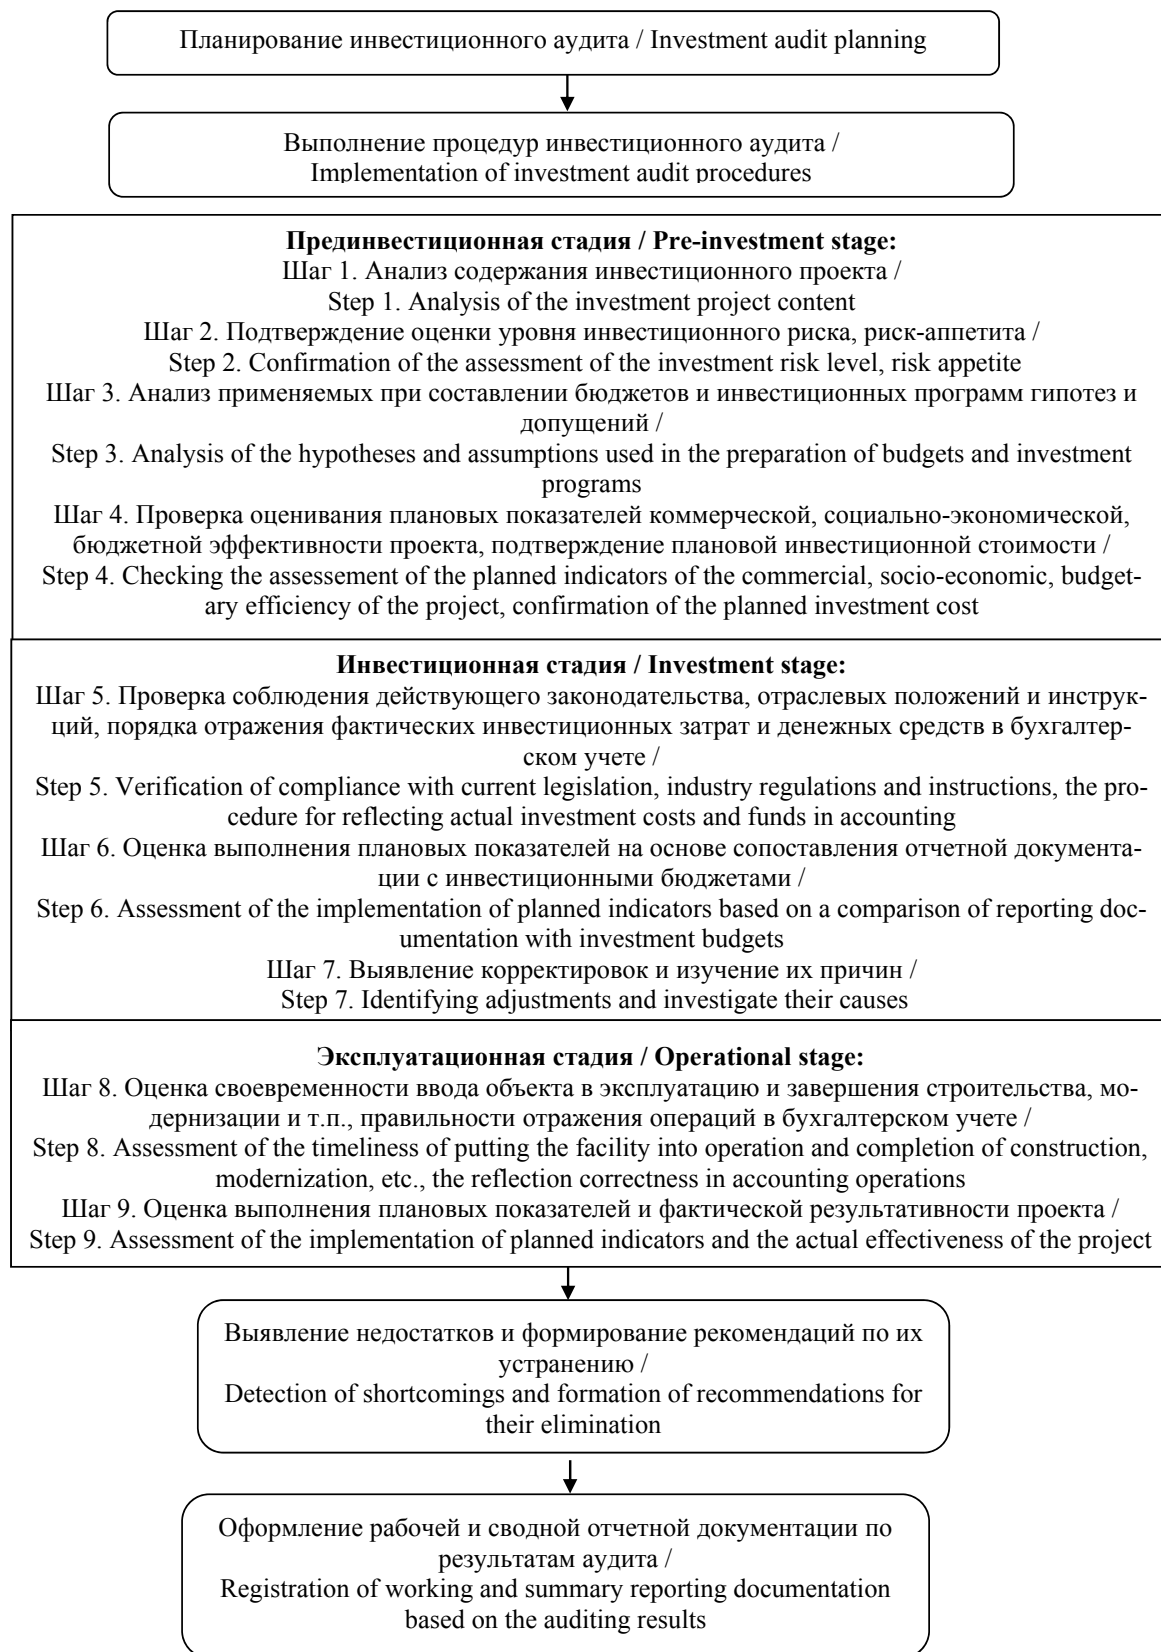 Планирование инвестиционного аудита / Investment audit planning
Выполнение процедур инвестиционного аудита /
Implementation of investment audit procedures
Прединвестиционная стадия / Pre-investment stage:
Шаг 1. Анализ содержания инвестиционного проекта /
Step 1. Analysis of the investment project content
Шаг 2. Подтверждение оценки уровня инвестиционного риска, риск-аппетита /
Step 2. Confirmation of the assessment of the investment risk level, risk appetite
Шаг 3. Анализ применяемых при составлении бюджетов и инвестиционных программ гипотез и
допущений /
Step 3. Analysis of the hypotheses and assumptions used in the preparation of budgets and investment
programs
Шаг 4. Проверка оценивания плановых показателей коммерческой, социально-экономической,
бюджетной эффективности проекта, подтверждение плановой инвестиционной стоимости /
Step 4. Checking the assessement of the planned indicators of the commercial, socio-economic, budget-
ary efficiency of the project, confirmation of the planned investment cost
Инвестиционная стадия / Investment stage:
Шаг 5. Проверка соблюдения действующего законодательства, отраслевых положений и инструк-
ций, порядка отражения фактических инвестиционных затрат и денежных средств в бухгалтер-
ском учете /
Step 5. Verification of compliance with current legislation, industry regulations and instructions, the pro-
cedure for reflecting actual investment costs and funds in accounting
Шаг 6. Оценка выполнения плановых показателей на основе сопоставления отчетной документа-
ции с инвестиционными бюджетами /
Step 6. Assessment of the implementation of planned indicators based on a comparison of reporting doc-
umentation with investment budgets
Шаг 7. Выявление корректировок и изучение их причин /
Step 7. Identifying adjustments and investigate their causes
Эксплуатационная стадия / Operational stage:
Шаг 8. Оценка своевременности ввода объекта в эксплуатацию и завершения строительства, мо-
дернизации и т.п., правильности отражения операций в бухгалтерском учете /
Step 8. Assessment of the timeliness of putting the facility into operation and completion of construction,
modernization, etc., the reflection correctness in accounting operations
Шаг 9. Оценка выполнения плановых показателей и фактической результативности проекта /
Step 9. Assessment of the implementation of planned indicators and the actual effectiveness of the project
Выявление недостатков и формирование рекомендаций по их
устранению /
Detection of shortcomings and formation of recommendations for
their elimination
Оформление рабочей и сводной отчетной документации по
результатам аудита /
Registration of working and summary reporting documentation
based on the auditing results